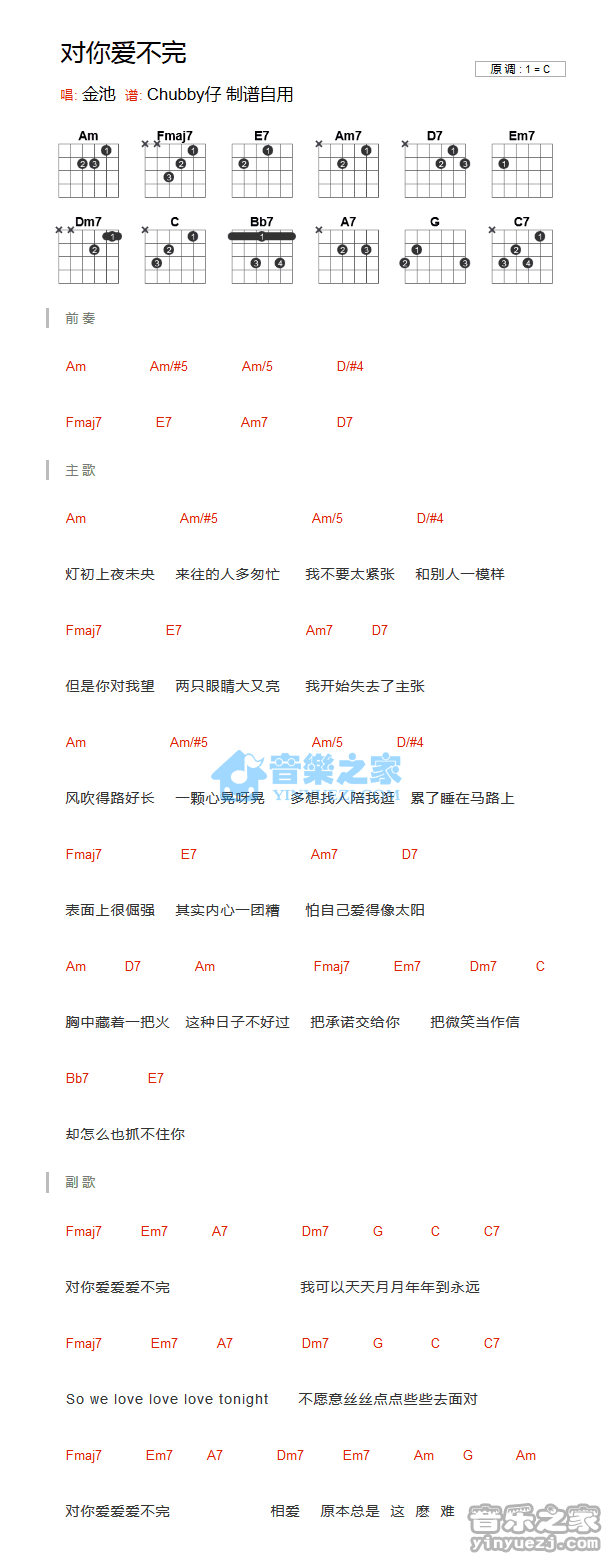 对你爱不完
原调：1 = C
唱: 金池 谱: Chubby仔 制谱自用
Am Fmaj7 E7 Am7 D7 Em7
Dm7 C Bb7 A7 G C7
前奏
Am Am/#5 Am/5 D/#4
Fmaj7 E7 Am7 D7
主歌
Am Am/#5 Am/5 D/#4
灯初上夜未央 来往的人多匆忙 我不要太紧张 和别人一模样
Fmaj7 E7 Am7 D7
但是你对我望 两只眼睛大又亮 我开始失去了主张
Am Am/#5 Am/5 D/#4
音樂之家
YINYUEZJ.COM
风吹得路好长 一颗心晃呀晃 多想找人陪我逛 累了睡在马路上
Fmaj7 E7 Am7 D7
表面上很倔强 其实内心一团糟 怕自己爱得像太阳
Am D7 Am Fmaj7 Em7 Dm7 C
胸中藏着一把火 这种日子不好过 把承诺交给你 把微笑当作信
Bb7 E7
却怎么也抓不住你
副歌
Fmaj7 Em7 A7 Dm7 G C C7
对你爱爱爱不完 我可以天天月月年年到永远
Fmaj7 Em7 A7 Dm7 G C C7
So we love love love tonight 不愿意丝丝点点些些去面对
Fmaj7 Em7 A7 Dm7 Em7 Am G Am
对你爱爱爱不完 相爱 原本总是 这 麽 难
音乐之家
yinyuezj.com